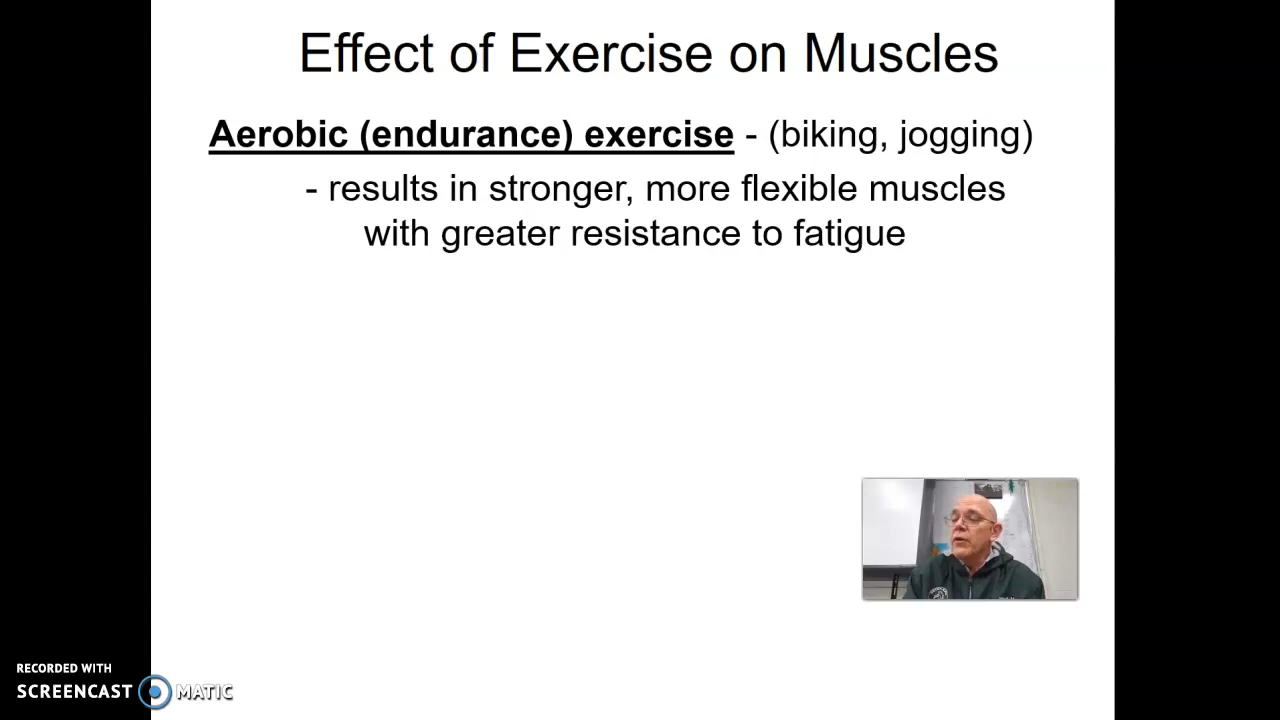 Effect of Exercise on Muscles
Aerobic (endurance) exercise - (biking, jogging)
- results in stronger, more flexible muscles
with greater resistance to fatigue
RECORDED WITH
SCREENCAST MATIC